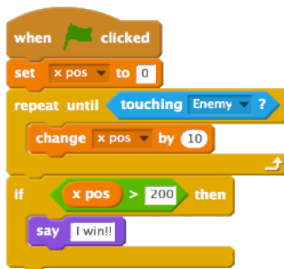 when clicked
set x pos to 0
repeat until touching Enemy ?
change x pos by 10
if x pos > 200 then
say I win!!